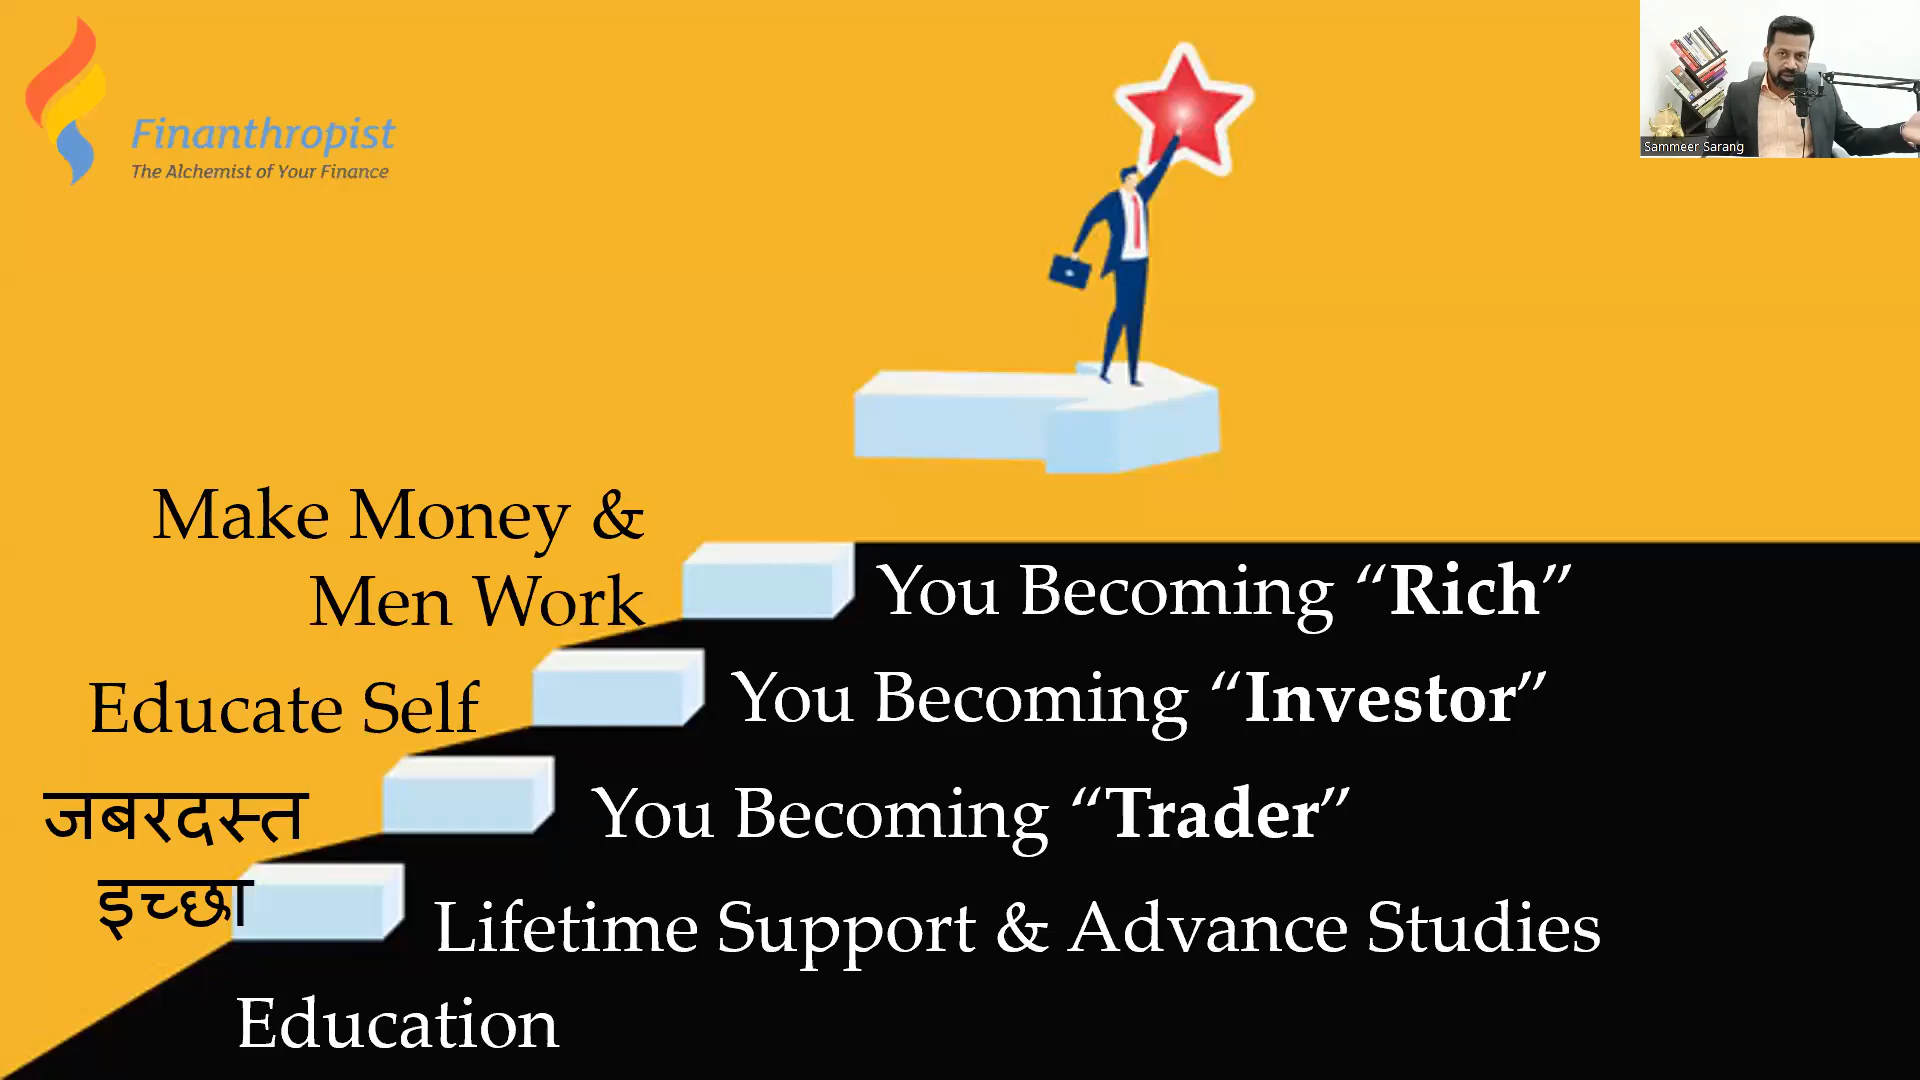 Finanthropist
The Alchemist of Your Finance
Sammeer Sarang
Make Money &
Men Work
Educate Self
जबरदस्त
इच्छा
You Becoming “Rich”
You Becoming “Investor”
You Becoming “Trader”
Lifetime Support & Advance Studies
Education